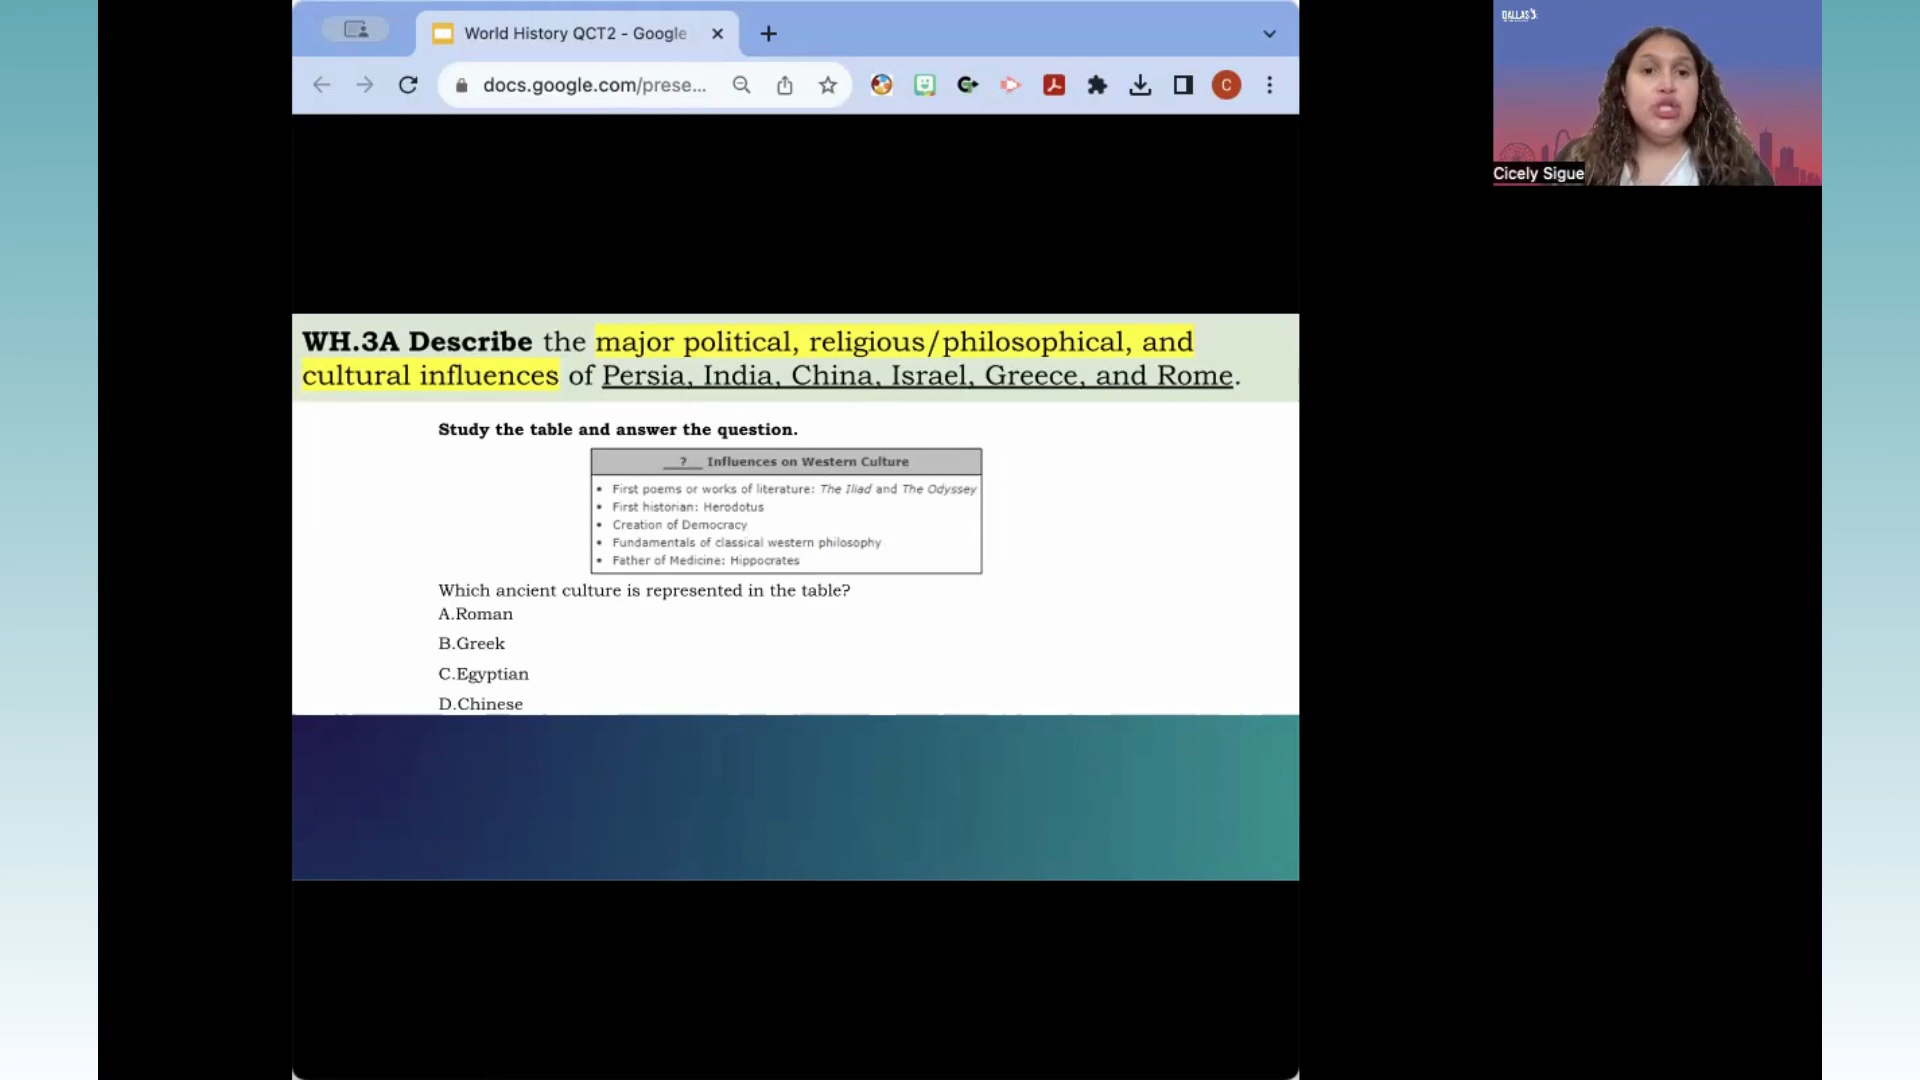 World History QCT2 - Google
docs.google.com/prese...
C
DALLAS
Cicely Sigue
WH.3A Describe the major political, religious/philosophical, and
cultural influences of Persia, India, China, Israel, Greece, and Rome.
Study the table and answer the question.
___?___ Influences on Western Culture
• First poems or works of literature: The Iliad and The Odyssey
• First historian: Herodotus
• Creation of Democracy
• Fundamentals of classical western philosophy
• Father of Medicine: Hippocrates
Which ancient culture is represented in the table?
A.Roman
B.Greek
C.Egyptian
D.Chinese